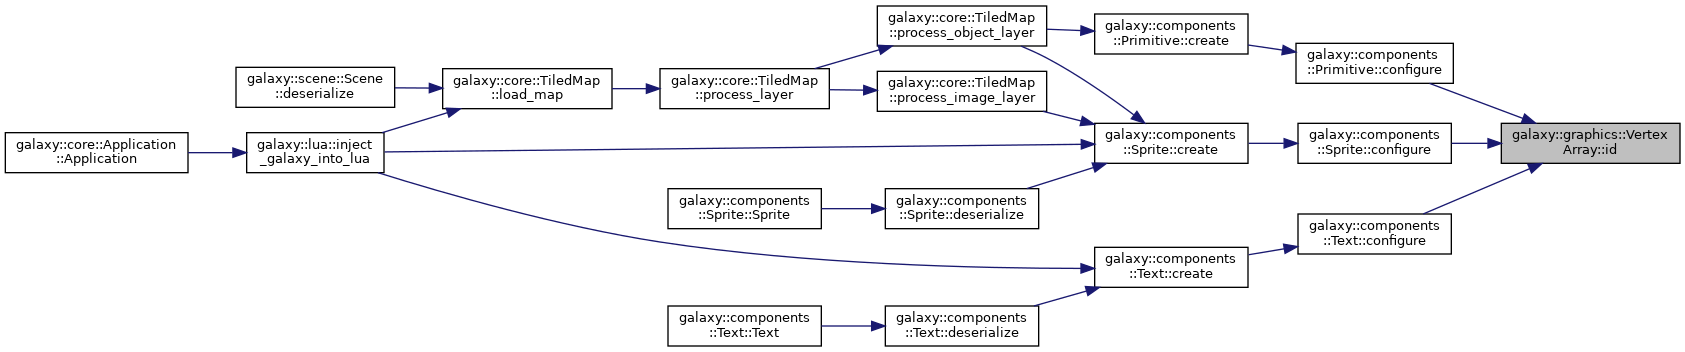 galaxy::core::TiledMap
::process_object_layer
galaxy::components
::Primitive::create
galaxy::components
::Primitive::configure
galaxy::scene::Scene
::deserialize
galaxy::core::TiledMap
::load_map
galaxy::core::TiledMap
::process_layer
galaxy::core::TiledMap
::process_image_layer
galaxy::core::Application
::Application
galaxy::lua::inject
_galaxy_into_lua
galaxy::components
::Sprite::create
galaxy::components
::Sprite::configure
galaxy::graphics::Vertex
Array::id
galaxy::components
::Sprite::Sprite
galaxy::components
::Sprite::deserialize
galaxy::components
::Text::configure
galaxy::components
::Text::create
galaxy::components
::Text::Text
galaxy::components
::Text::deserialize